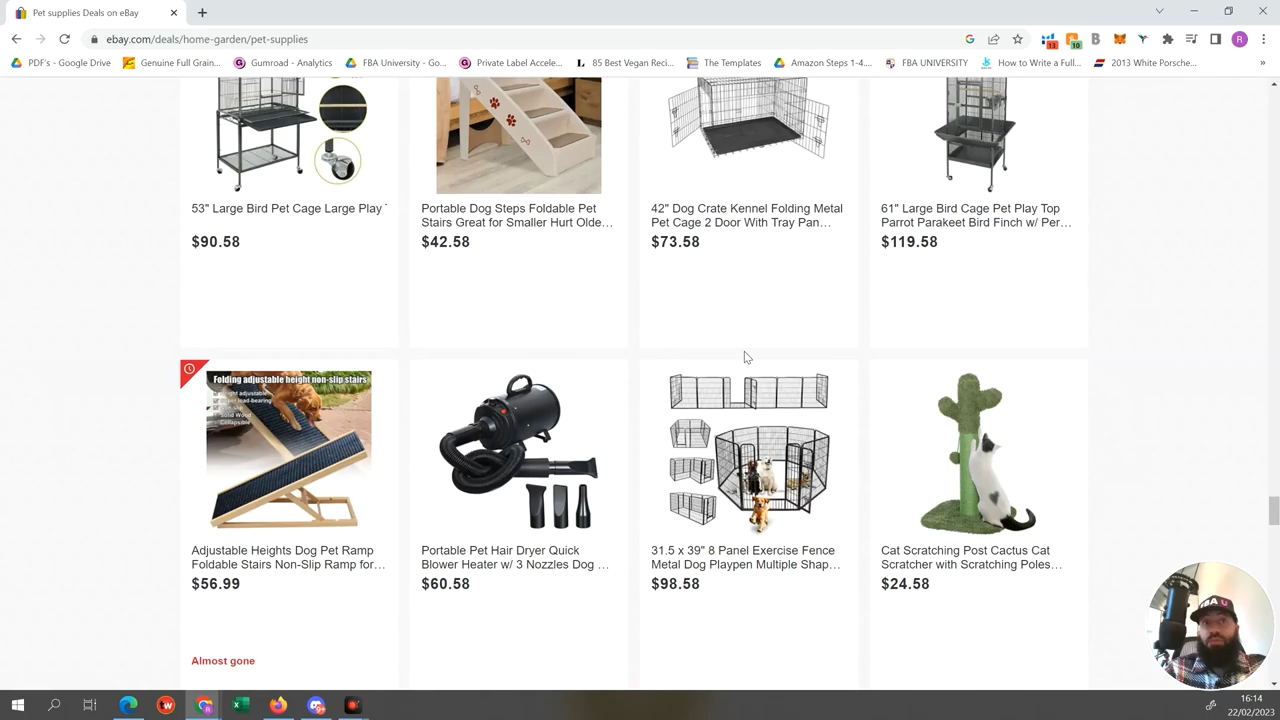 Pet supplies Deals on eBay
ebay.com/deals/home-garden/pet-supplies
13
10
B
R
PDF's - Google Drive
Genuine Full Grain...
Gumroad - Analytics
FBA University - Go...
Private Label Accele...
85 Best Vegan Reci...
The Templates
Amazon Steps 1-4....
FBA UNIVERSITY
How to Write a Full...
2013 White Porsche...
»
53" Large Bird Pet Cage Large Play
$90.58
Portable Dog Steps Foldable Pet
Stairs Great for Smaller Hurt Olde...
$42.58
42" Dog Crate Kennel Folding Metal
Pet Cage 2 Door With Tray Pan...
$73.58
61" Large Bird Cage Pet Play Top
Parrot Parakeet Bird Finch w/ Per...
$119.58
Folding adjustable height non-slip stairs
Solid Wood
Adjustable Heights Dog Pet Ramp
Foldable Stairs Non-Slip Ramp for...
$56.99
Almost gone
Portable Pet Hair Dryer Quick
Blower Heater w/ 3 Nozzles Dog ...
$60.58
31.5 x 39" 8 Panel Exercise Fence
Metal Dog Playpen Multiple Shap...
$98.58
Cat Scratching Post Cactus Cat
Scratcher with Scratching Poles...
$24.58
FBA U
16:14
22/02/2023